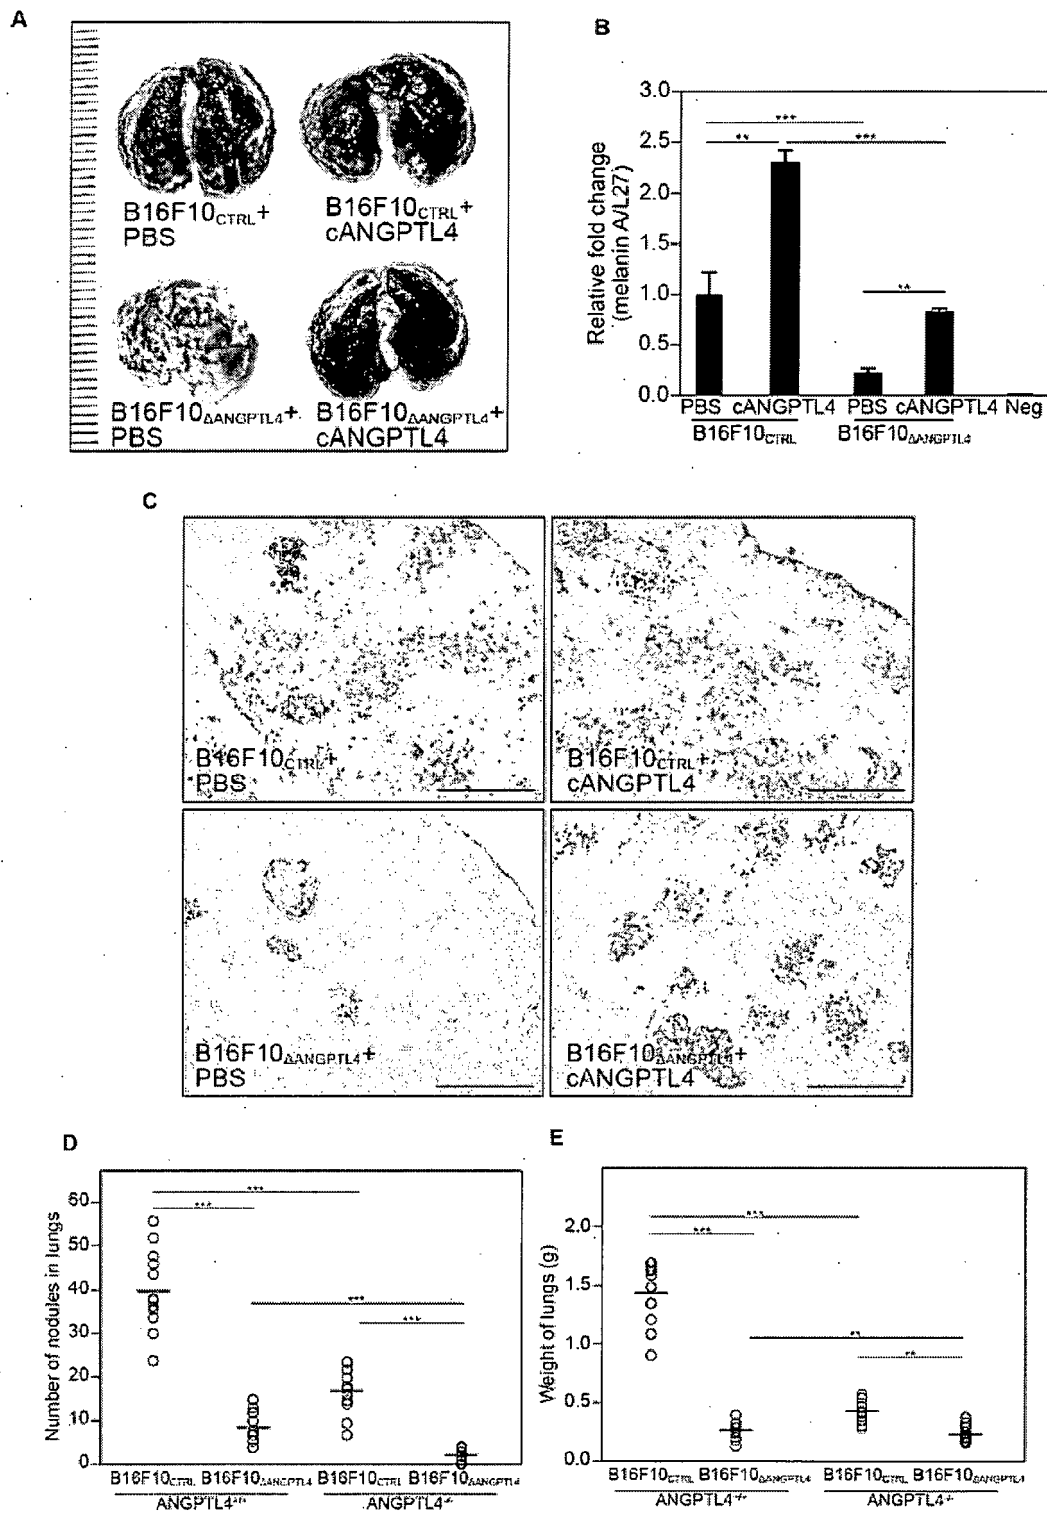 A
B16F10CTRL+
PBS
B16F10CTRL+
cANGPTL4
B16F10ΔANGPTL4+
PBS
B16F10ΔANGPTL4+
cANGPTL4
B
Relative fold change
(melanin A/L27)
3.0
2.5
2.0
1.5
1.0
0.5
0.0
***
**
***
**
PBS cANGPTL4 PBS cANGPTL4 Neg
B16F10CTRL B16F10ΔANGPTL4
C
B16F10CTRL+
PBS
B16F10CTRL+
cANGPTL4
B16F10ΔANGPTL4+
PBS
B16F10ΔANGPTL4+
cANGPTL4
D
Number of nodules in lungs
60
50
40
30
20
10
0
***
***
***
***
B16F10CTRL B16F10ΔANGPTL4 B16F10CTRL B16F10ΔANGPTL4
ANGPTL4+/+ ANGPTL4-/-
E
Weight of lungs (g)
2.0
1.5
1.0
0.5
0.0
***
***
**
**
B16F10CTRL B16F10ΔANGPTL4 B16F10CTRL B16F10ΔANGPTL4
ANGPTL4+/+ ANGPTL4-/-